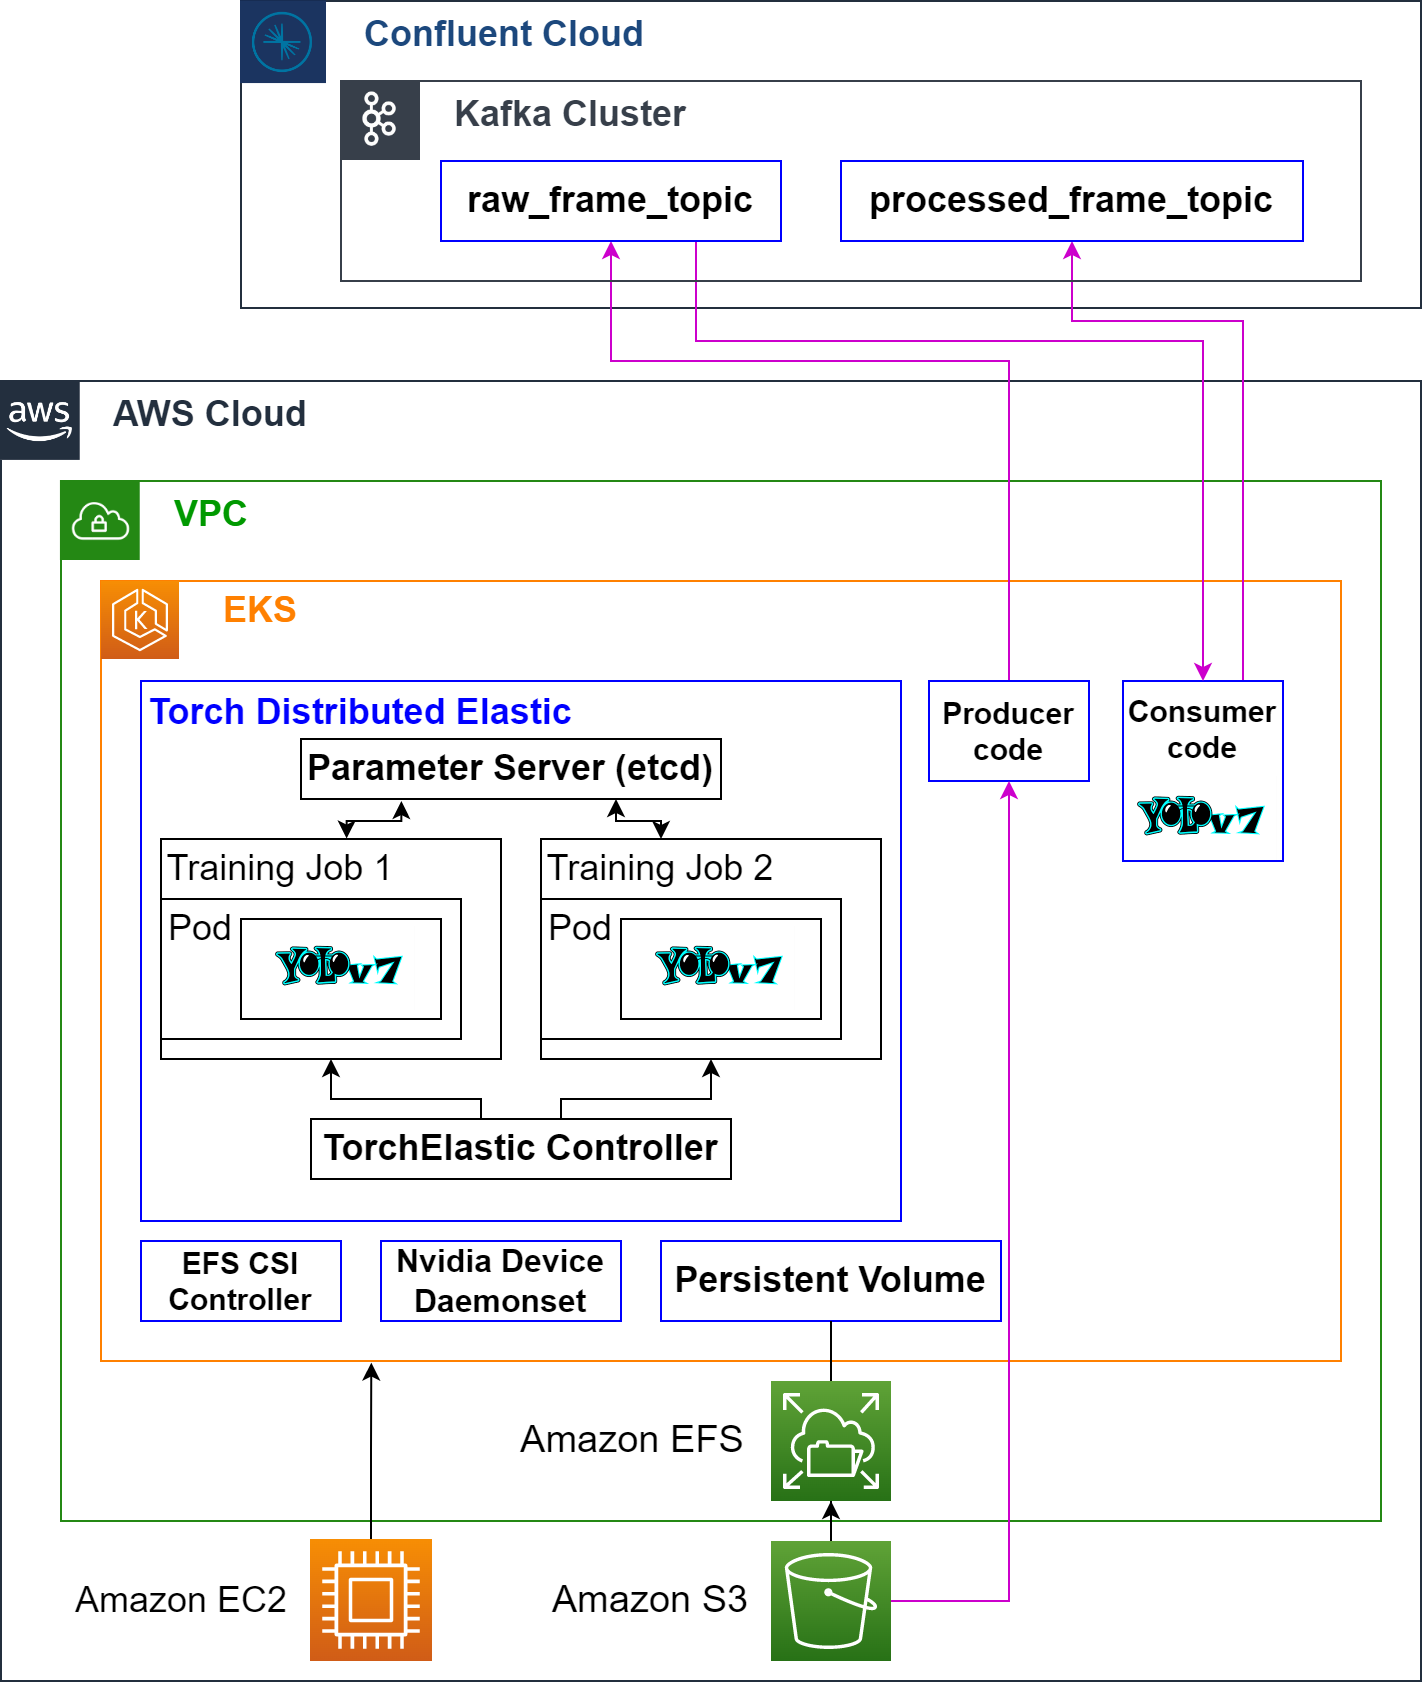 Confluent Cloud
Kafka Cluster
raw_frame_topic
processed_frame_topic
aws
AWS Cloud
VPC
K
EKS
Torch Distributed Elastic
Parameter Server (etcd)
Training Job 1
Pod
YOLOv7
Training Job 2
Pod
YOLOv7
TorchElastic Controller
Producer
code
Consumer
code
YOLOv7
EFS CSI
Controller
Nvidia Device
Daemonset
Persistent Volume
Amazon EFS
Amazon EC2
Amazon S3